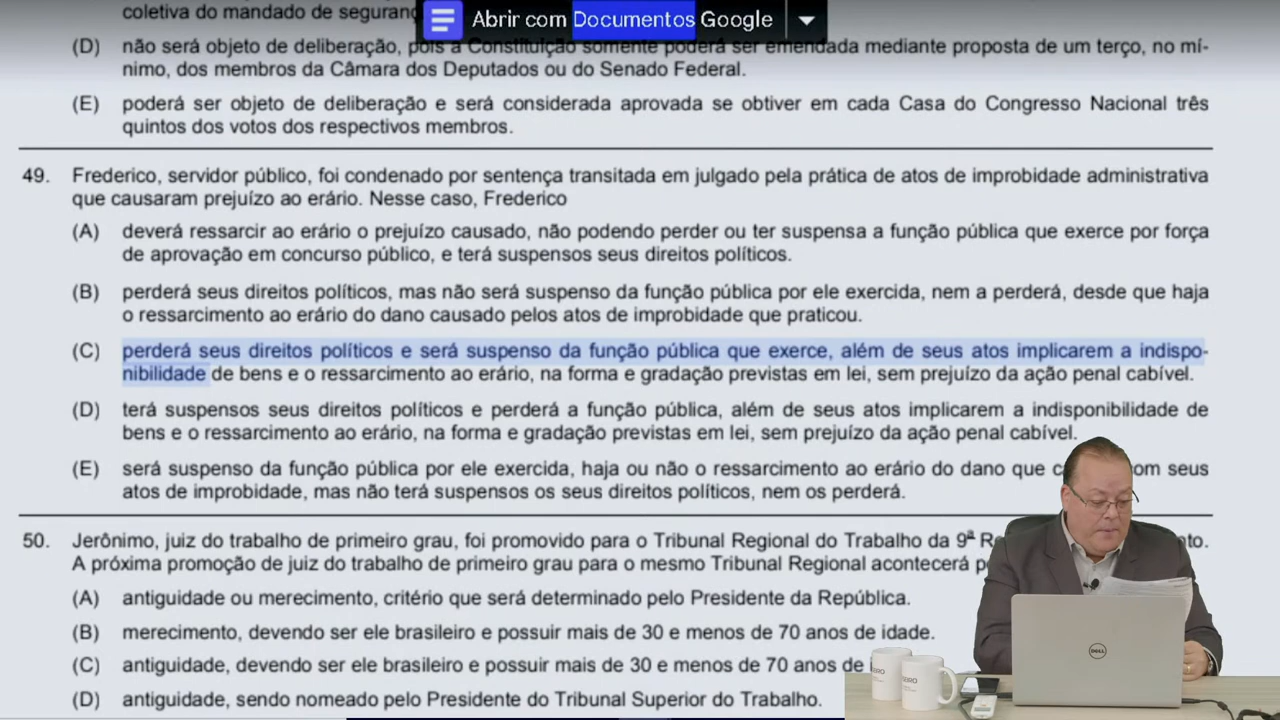 coletiva do mandado de seguranç
Abrir com Documentos Google
(D) não será objeto de deliberação, pois a Constituição somente poderá ser emendada mediante proposta de um terço, no mí-
nimo, dos membros da Câmara dos Deputados ou do Senado Federal.
(E) poderá ser objeto de deliberação e será considerada aprovada se obtiver em cada Casa do Congresso Nacional três
quintos dos votos dos respectivos membros.
49. Frederico, servidor público, foi condenado por sentença transitada em julgado pela prática de atos de improbidade administrativa
que causaram prejuízo ao erário. Nesse caso, Frederico
(A) deverá ressarcir ao erário o prejuízo causado, não podendo perder ou ter suspensa a função pública que exerce por força
de aprovação em concurso público, e terá suspensos seus direitos políticos.
(B) perderá seus direitos políticos, mas não será suspenso da função pública por ele exercida, nem a perderá, desde que haja
o ressarcimento ao erário do dano causado pelos atos de improbidade que praticou.
(C) perderá seus direitos políticos e será suspenso da função pública que exerce, além de seus atos implicarem a indispo-
nibilidade de bens e o ressarcimento ao erário, na forma e gradação previstas em lei, sem prejuízo da ação penal cabível.
(D) terá suspensos seus direitos políticos e perderá a função pública, além de seus atos implicarem a indisponibilidade de
bens e o ressarcimento ao erário, na forma e gradação previstas em lei, sem prejuízo da ação penal cabível.
(E) será suspenso da função pública por ele exercida, haja ou não o ressarcimento ao erário do dano que c om seus
atos de improbidade, mas não terá suspensos os seus direitos políticos, nem os perderá.
50. Jerônimo, juiz do trabalho de primeiro grau, foi promovido para o Tribunal Regional do Trabalho da 9ª Re nto.
A próxima promoção de juiz do trabalho de primeiro grau para o mesmo Tribunal Regional acontecerá p
(A) antiguidade ou merecimento, critério que será determinado pelo Presidente da República.
(B) merecimento, devendo ser ele brasileiro e possuir mais de 30 e menos de 70 anos de idade.
(C) antiguidade, devendo ser ele brasileiro e possuir mais de 30 e menos de 70 anos de
(D) antiguidade, sendo nomeado pelo Presidente do Tribunal Superior do Trabalho.
DELL